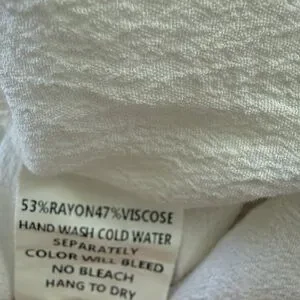 53%RAYON47%VISCOSE
HAND WASH COLD WATER
SEPARATELY
COLOR WILL BLEED
NO BLEACH
HANG TO DRY